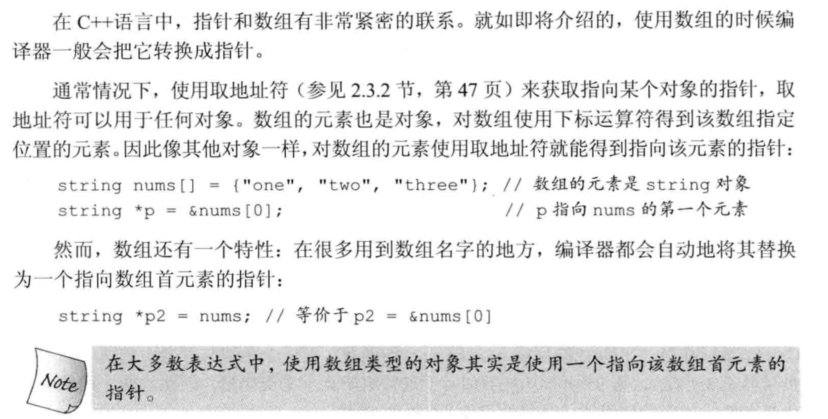 在 C++语言中，指针和数组有非常紧密的联系。就如即将介绍的，使用数组的时候编
译器一般会把它转换成指针。
通常情况下，使用取地址符（参见 2.3.2 节，第 47 页）来获取指向某个对象的指针，取
地址符可以用于任何对象。数组的元素也是对象，对数组使用下标运算符得到该数组指定
位置的元素。因此像其他对象一样，对数组的元素使用取地址符就能得到指向该元素的指针：
string nums[] = {"one", "two", "three"}; // 数组的元素是 string 对象
string *p = &nums[0]; // p 指向 nums 的第一个元素
然而，数组还有一个特性：在很多用到数组名字的地方，编译器都会自动地将其替换
为一个指向数组首元素的指针：
string *p2 = nums; // 等价于 p2 = &nums[0]
Note
在大多数表达式中，使用数组类型的对象其实是使用一个指向该数组首元素的
指针。